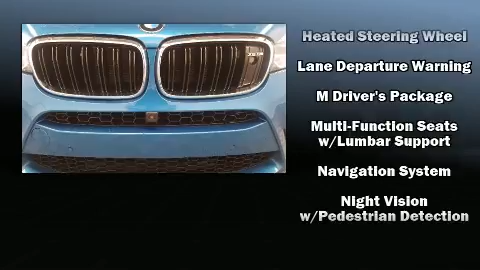 Heated Steering Wheel
Lane Departure Warning
M Driver's Package
Multi-Function Seats
w/Lumbar Support
Navigation System
Night Vision
w/Pedestrian Detection